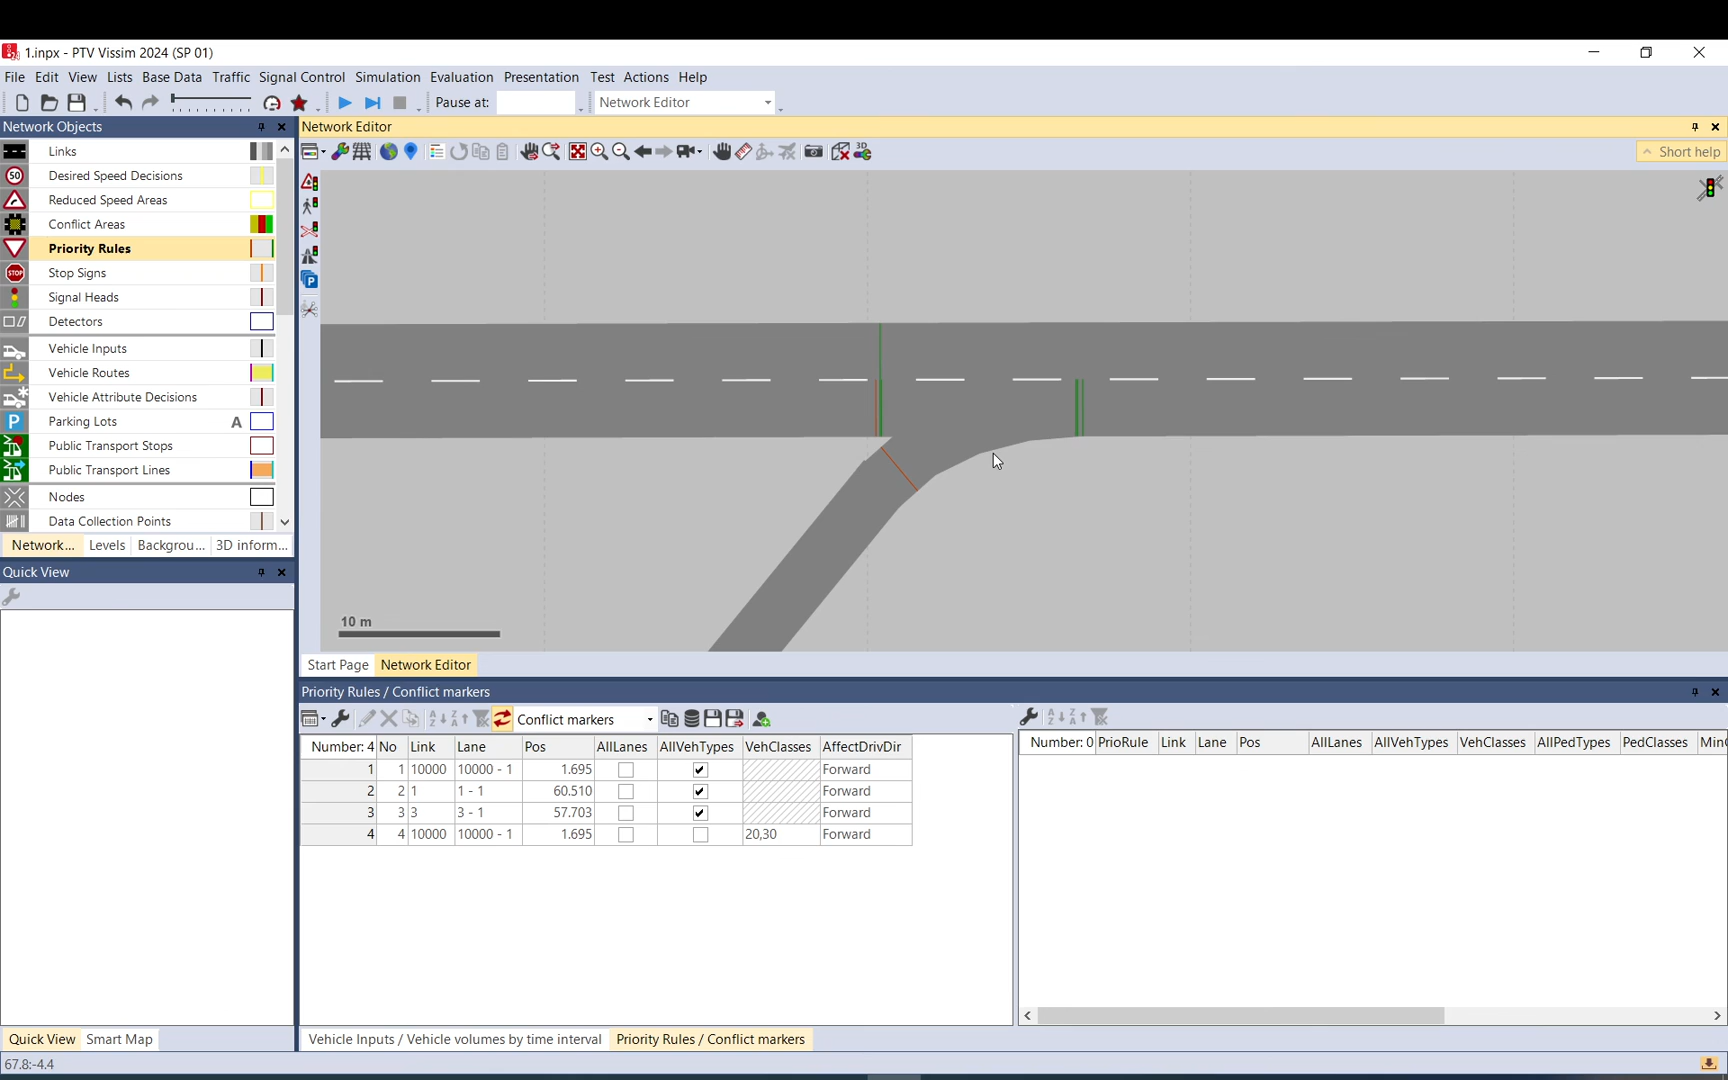 1.inpx - PTV Vissim 2024 (SP 01)
File Edit View Lists Base Data Traffic Signal Control Simulation Evaluation Presentation Test Actions Help
Pause at: Network Editor
Network Objects
Network Editor
Short help
Links
50 Desired Speed Decisions
Reduced Speed Areas
Conflict Areas
Priority Rules
STOP Stop Signs
Signal Heads
Detectors
Vehicle Inputs
Vehicle Routes
Vehicle Attribute Decisions
P Parking Lots A
Public Transport Stops
Public Transport Lines
Nodes
Data Collection Points
Network... Levels Backgrou... 3D inform...
Quick View
10 m
Start Page Network Editor
Priority Rules / Conflict markers
Conflict markers
Number: 4 No Link Lane Pos AllLanes AllVehTypes VehClasses AffectDrivDir
1 1 10000 10000 - 1 1.695 Forward
2 2 1 1 - 1 60.510 Forward
3 3 3 3 - 1 57.703 Forward
4 4 10000 10000 - 1 1.695 20,30 Forward
Number: 0 PrioRule Link Lane Pos AllLanes AllVehTypes VehClasses AllPedTypes PedClasses
Quick View Smart Map
Vehicle Inputs / Vehicle volumes by time interval Priority Rules / Conflict markers
67.8:-4.4